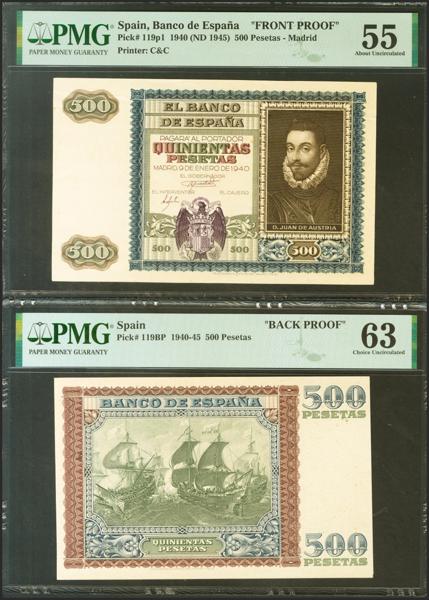 PMG
PAPER MONEY GUARANTY
Spain, Banco de España "FRONT PROOF"
Pick# 119p1 1940 (ND 1945) 500 Pesetas - Madrid
Printer: C&C
55
About Uncirculated
500
EL BANCO
DE ESPAÑA
PAGARÁ AL PORTADOR
QUINIENTAS
PESETAS
MADRID, 9 DE ENERO DE 1940
EL GOBERNADOR
EL INTERVENTOR
EL CAJERO
D. JUAN DE AUSTRIA
500
500
500
500
PMG
PAPER MONEY GUARANTY
Spain "BACK PROOF"
Pick# 119BP 1940-45 500 Pesetas
63
Choice Uncirculated
BANCO DE ESPAÑA
500
PESETAS
QUINIENTAS
PESETAS
500
PESETAS